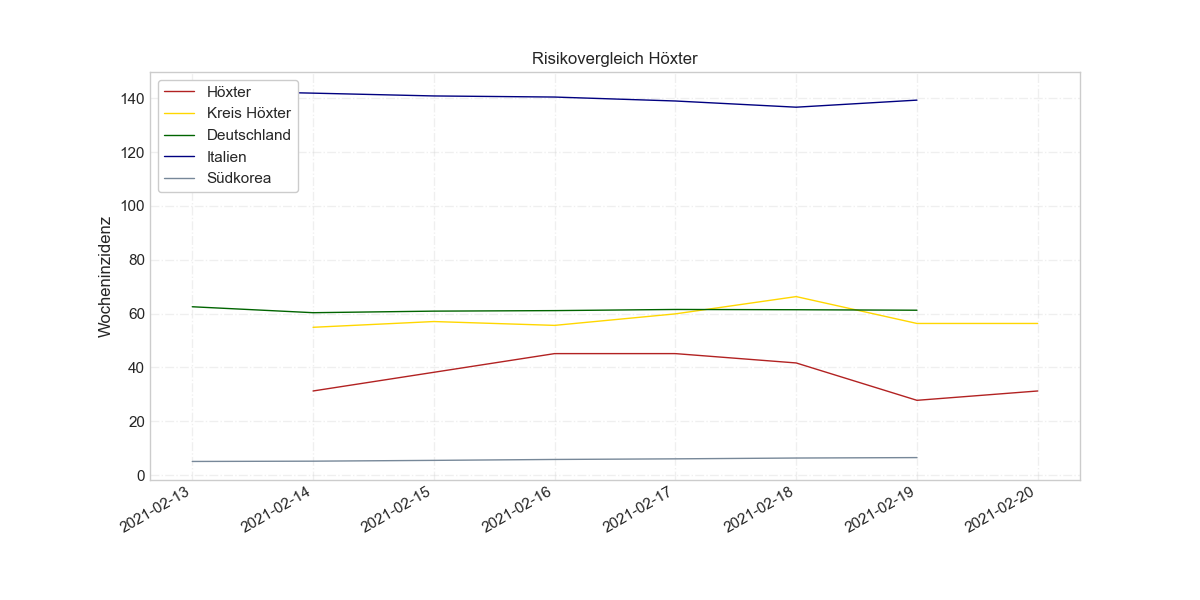 Risikovergleich Höxter
Höxter
Kreis Höxter
Deutschland
Italien
Südkorea
Wocheninzidenz
140
120
100
80
60
40
20
0
2021-02-13
2021-02-14
2021-02-15
2021-02-16
2021-02-17
2021-02-18
2021-02-19
2021-02-20